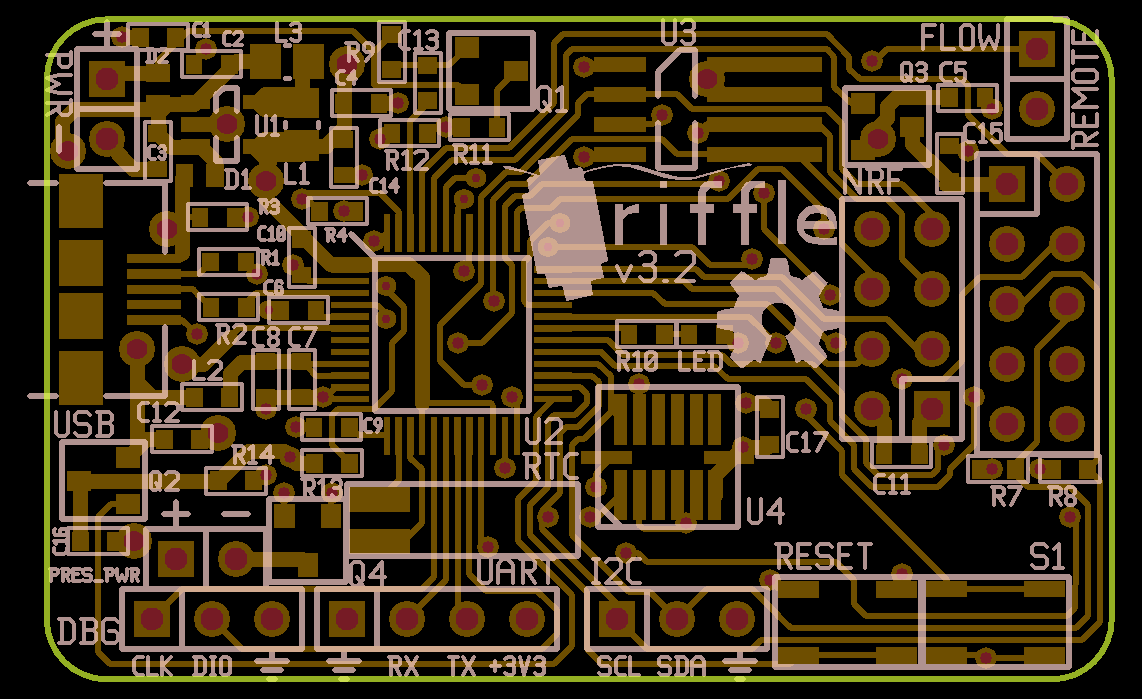 + C1 L3 R9 C13 U3 FLOW
D2 C2 C4 Q3 C5 REMOTE
PWR U1 Q1 C15
- C3 R12 R11
D1 L1 C14 NRF
R3 riffle
C10 R4
R1 v3.2
C6
R2 C8 C7
L2 R10 LED
C12
USB C9 U2 C17
R14 RTC
Q2 R13 C11 R7 R8
+ - U4
C16
PRES_PWR Q4 UART I2C RESET S1
DBG
CLK DIO RX TX +3V3 SCL SDA